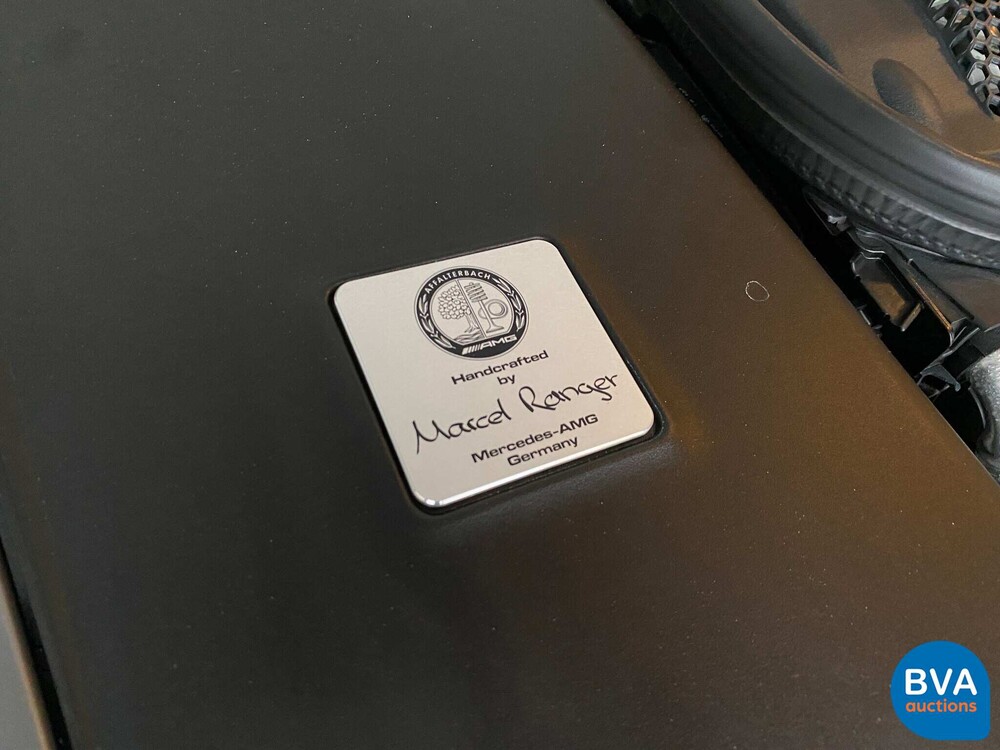 AFFALTERBACH
AMG
Handcrafted
by
Marcel Ranger
Mercedes-AMG
Germany
BVA
auctions